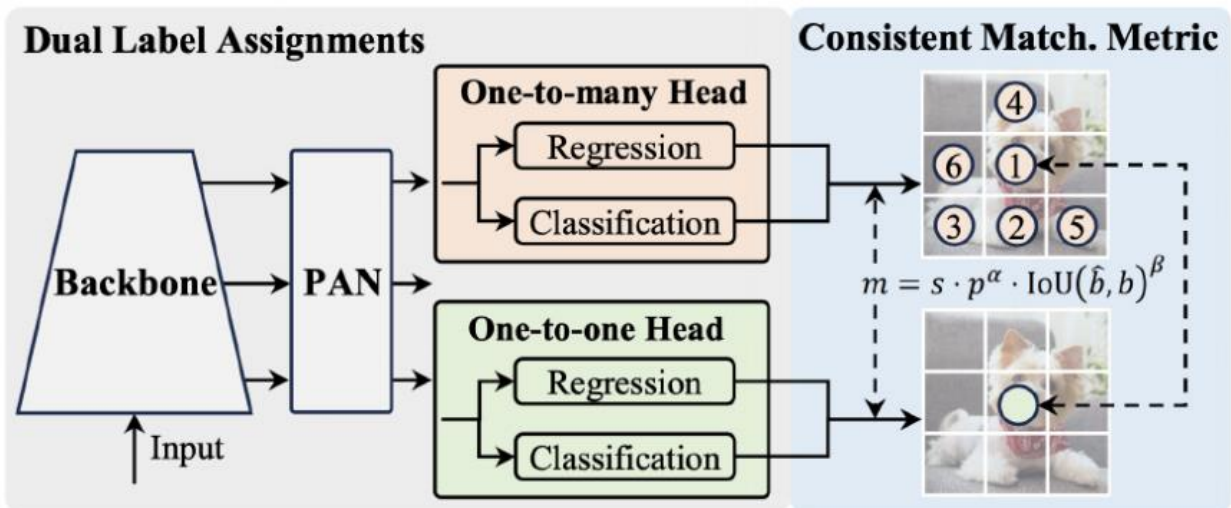 Dual Label Assignments
Consistent Match. Metric
One-to-many Head
Regression
Classification
Backbone
PAN
One-to-one Head
Regression
Classification
Input
4
6 1
3 2 5
m = s · p^α · IoU(b̂, b)^β